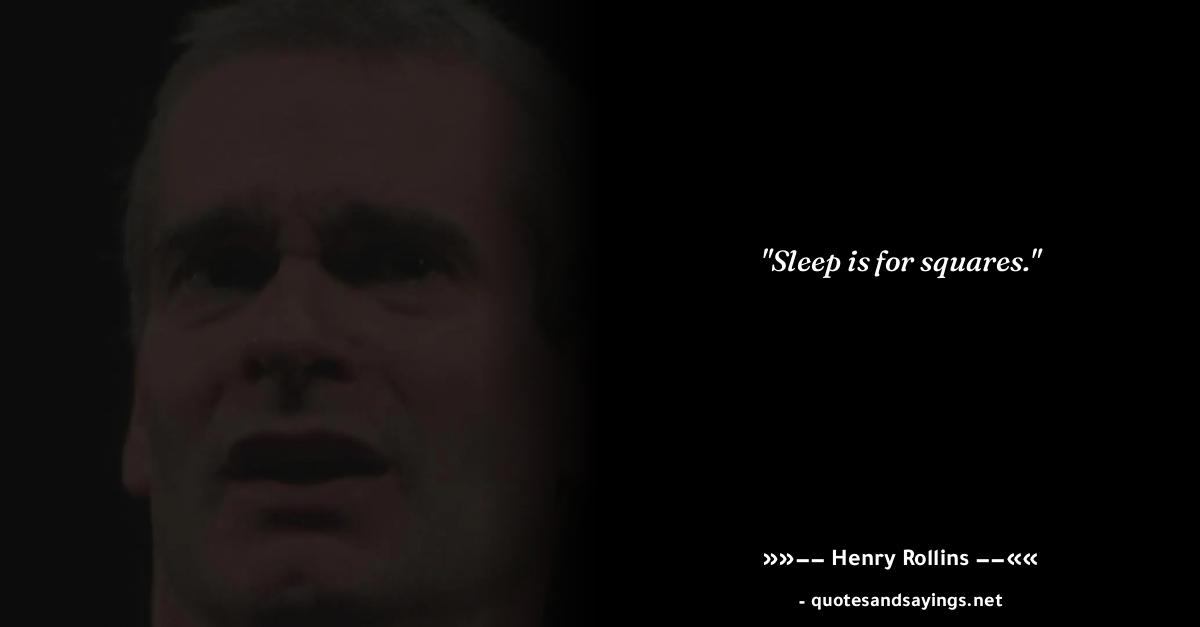 "Sleep is for squares."
»»−− Henry Rollins −−««
- quotesandsayings.net